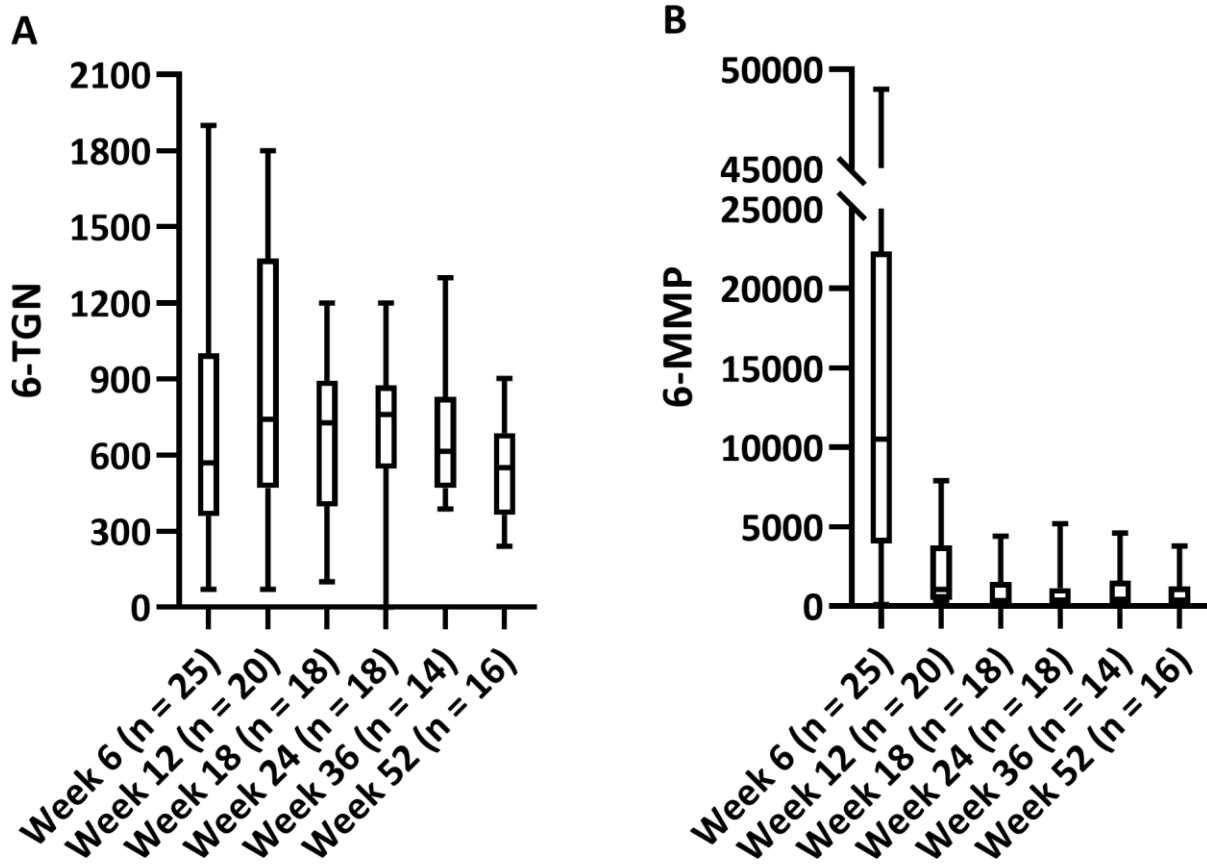 A
2100
1800
1500
1200
900
600
300
0
6-TGN
Week 6 (n = 25)
Week 12 (n = 20)
Week 18 (n = 18)
Week 24 (n = 18)
Week 36 (n = 14)
Week 52 (n = 16)
B
50000
45000
25000
20000
15000
10000
5000
0
6-MMP
Week 6 (n = 25)
Week 12 (n = 20)
Week 18 (n = 18)
Week 24 (n = 18)
Week 36 (n = 14)
Week 52 (n = 16)